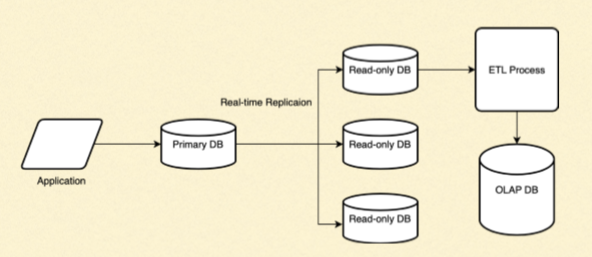 Read-only DB
ETL Process
Real-time Replicaion
Primary DB
Read-only DB
Application
OLAP DB
Read-only DB